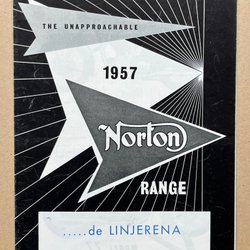 THE UNAPPROACHABLE
1957
Norton
RANGE
.....de LINJERENA